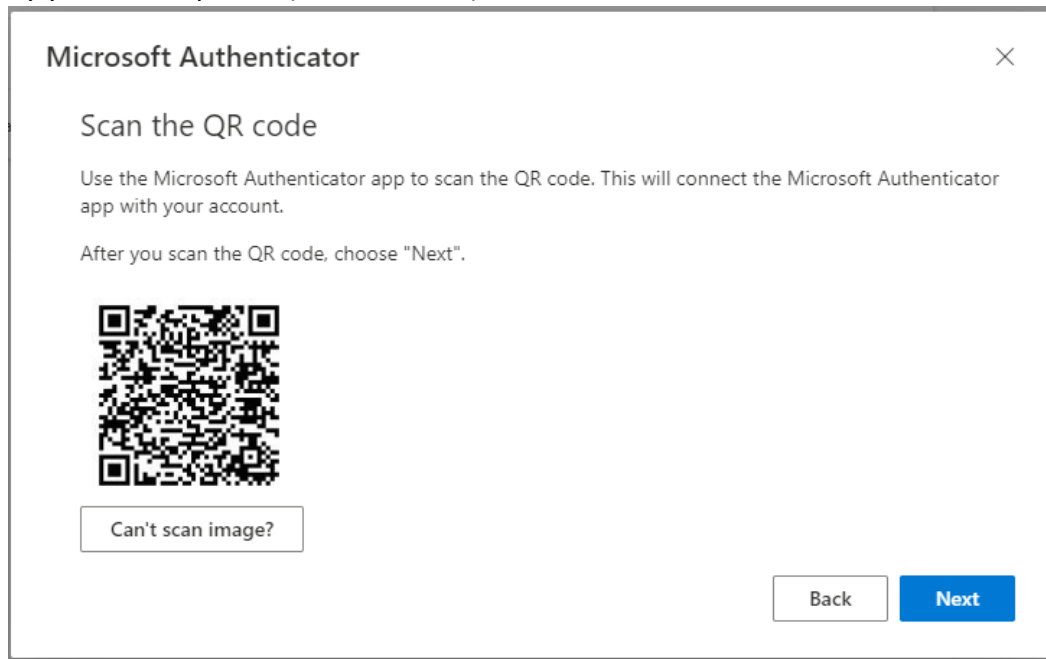 Microsoft Authenticator
Scan the QR code
Use the Microsoft Authenticator app to scan the QR code. This will connect the Microsoft Authenticator
app with your account.
After you scan the QR code, choose "Next".
Can't scan image?
Back
Next